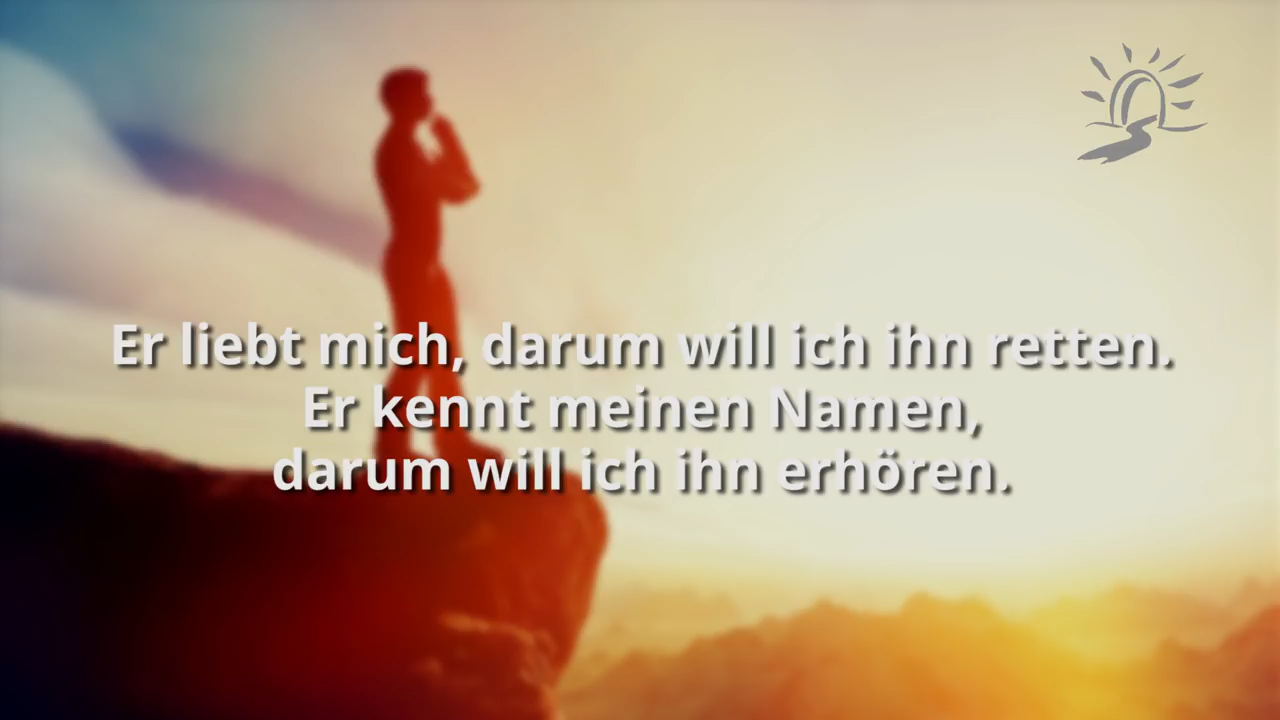 Er liebt mich, darum will ich ihn retten.
Er kennt meinen Namen,
darum will ich ihn erhören.